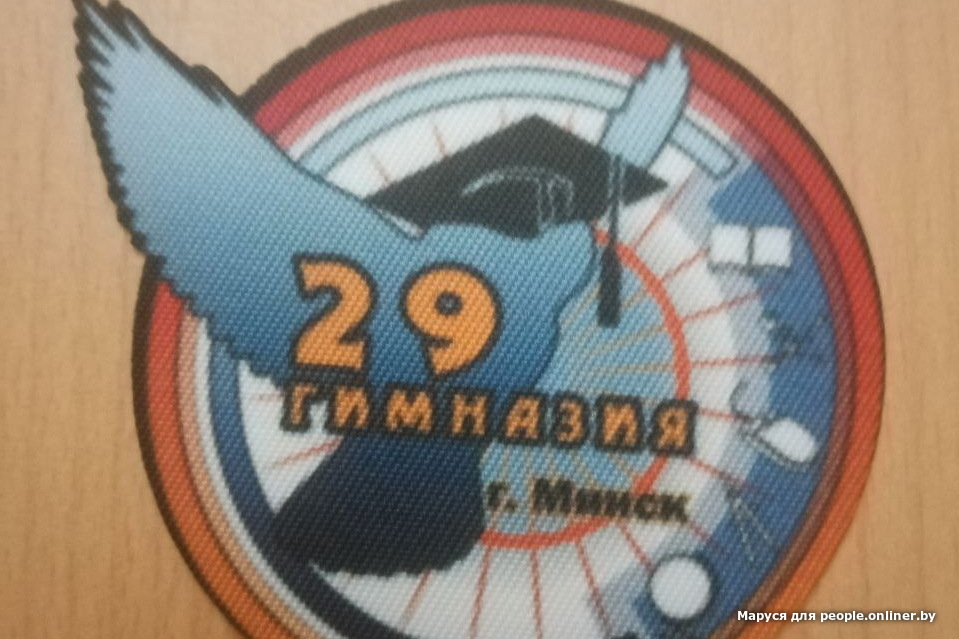 29
ГИМНАЗИЯ
г. Минск
Маруся для people.onliner.by